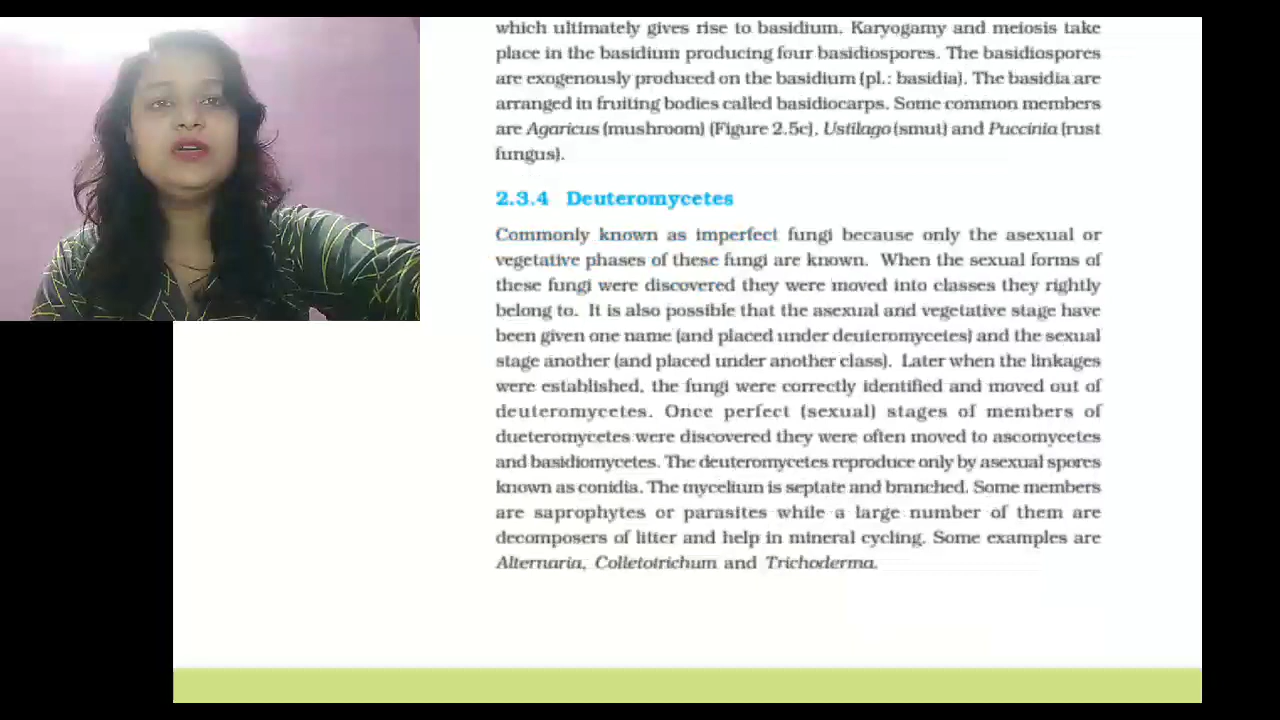 which ultimately gives rise to basidium. Karyogamy and meiosis take
place in the basidium producing four basidiospores. The basidiospores
are exogenously produced on the basidium (pl.: basidia). The basidia are
arranged in fruiting bodies called basidiocarps. Some common members
are Agaricus (mushroom) (Figure 2.5c), Ustilago (smut) and Puccinia (rust
fungus).
2.3.4 Deuteromycetes
Commonly known as imperfect fungi because only the asexual or
vegetative phases of these fungi are known. When the sexual forms of
these fungi were discovered they were moved into classes they rightly
belong to. It is also possible that the asexual and vegetative stage have
been given one name (and placed under deuteromycetes) and the sexual
stage another (and placed under another class). Later when the linkages
were established, the fungi were correctly identified and moved out of
deuteromycetes. Once perfect (sexual) stages of members of
dueteromycetes were discovered they were often moved to ascomycetes
and basidiomycetes. The deuteromycetes reproduce only by asexual spores
known as conidia. The mycelium is septate and branched. Some members
are saprophytes or parasites while a large number of them are
decomposers of litter and help in mineral cycling. Some examples are
Alternaria, Colletotrichum and Trichoderma.